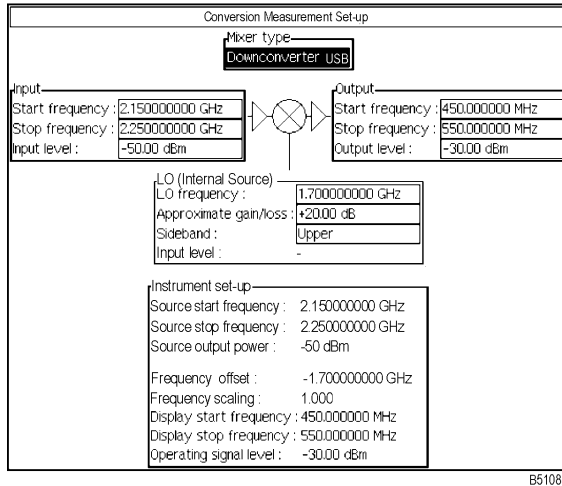 Conversion Measurement Set-up
Mixer type
Downconverter USB
Input
Start frequency : 2.150000000 GHz
Stop frequency : 2.250000000 GHz
Input level : -50.00 dBm
Output
Start frequency : 450.000000 MHz
Stop frequency : 550.000000 MHz
Output level : -30.00 dBm
LO (Internal Source)
LO frequency : 1.700000000 GHz
Approximate gain/loss : +20.00 dB
Sideband : Upper
Input level : -
Instrument set-up
Source start frequency : 2.150000000 GHz
Source stop frequency : 2.250000000 GHz
Source output power : -50 dBm
Frequency offset : -1.700000000 GHz
Frequency scaling : 1.000
Display start frequency : 450.000000 MHz
Display stop frequency : 550.000000 MHz
Operating signal level : -30.00 dBm
B5108